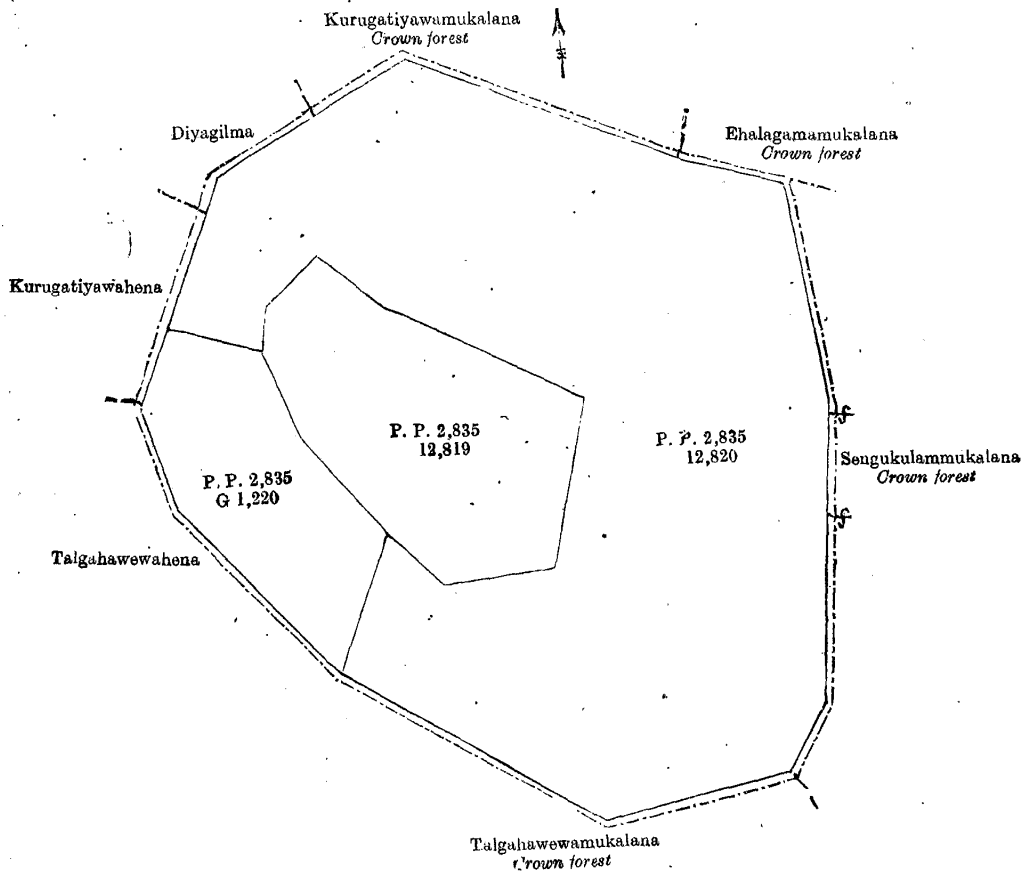 Kurugatiyawamukalana
Crown forest
Diyagilma
Ehalagamamukalana
Crown forest
Kurugatiyawahena
P. P. 2,835
12,819
P. P. 2,835
12,820
Sengukulammukalana
Crown forest
P. P. 2,835
G 1,220
Talgahawewahena
Talgahawewamukalana
Crown forest